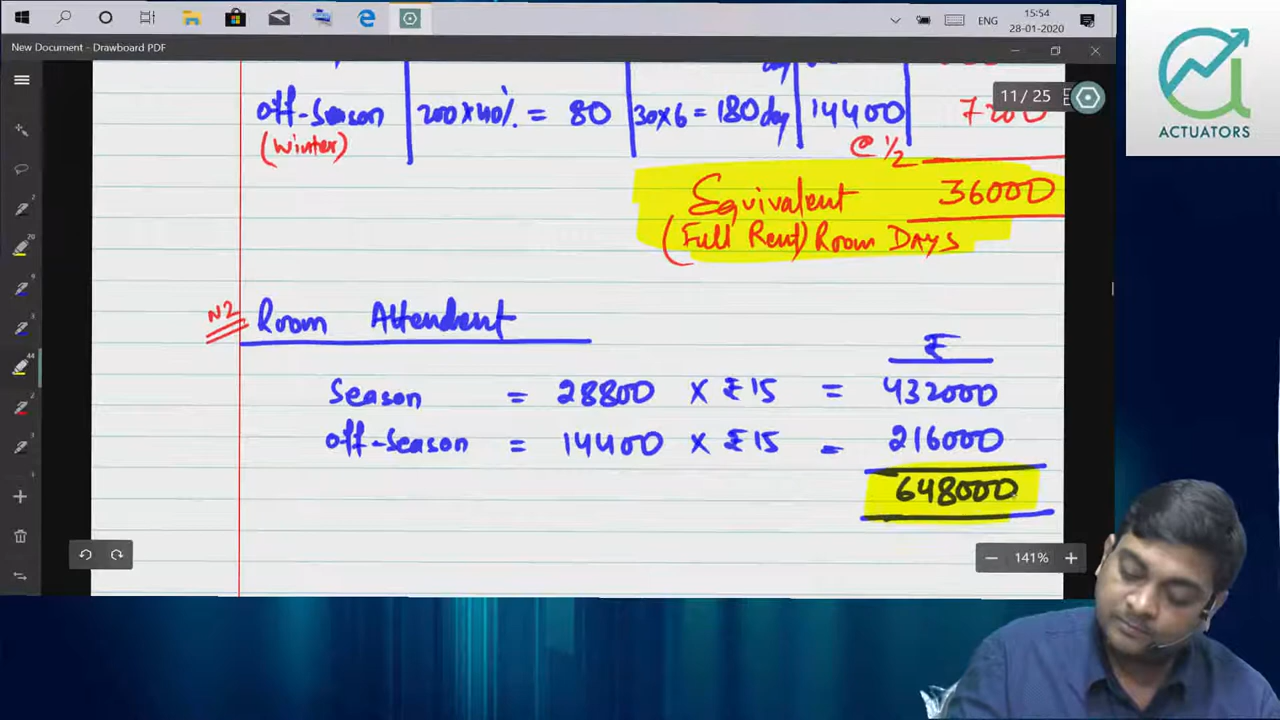 15:54
ENG
28-01-2020
New Document - Drawboard PDF
11 / 25
off-Season 200 x 40% = 80 30x6 = 180 day 14400
(Winter) @ 1/2
Equivalent 36000
(Full Rent) Room DAYS
N2 Room Attendent
₹
Season = 28800 x ₹15 = 432000
off-season = 14400 x ₹15 = 216000
648000
141%
ACTUATORS